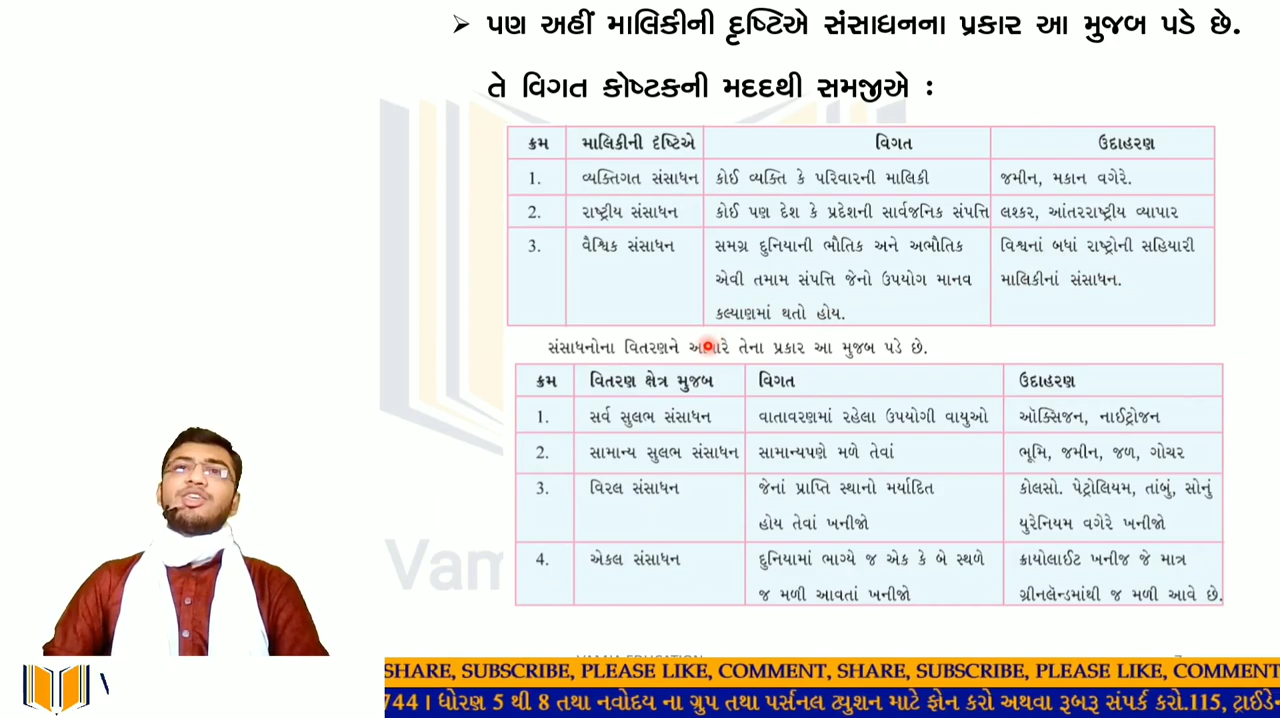 ➢ પણ અહીં માલિકીની દૃષ્ટિએ સંસાધનના પ્રકાર આ મુજબ પડે છે.
તે વિગત કોષ્ટકની મદદથી સમજીએ :
ક્રમ માલિકીની દૃષ્ટિએ વિગત ઉદાહરણ
1. વ્યક્તિગત સંસાધન કોઈ વ્યક્તિ કે પરિવારની માલિકી જમીન, મકાન વગેરે.
2. રાષ્ટ્રીય સંસાધન કોઈ પણ દેશ કે પ્રદેશની સાર્વજનિક સંપત્તિ લશ્કર, આંતરરાષ્ટ્રીય વ્યાપાર
3. વૈશ્વિક સંસાધન સમગ્ર દુનિયાની ભૌતિક અને અભૌતિક વિશ્વનાં બધાં રાષ્ટ્રોની સહિયારી
એવી તમામ સંપત્તિ જેનો ઉપયોગ માનવ માલિકીનાં સંસાધન.
કલ્યાણમાં થતો હોય.
સંસાધનોના વિતરણને તેના પ્રકાર આ મુજબ પડે છે.
ક્રમ વિતરણ ક્ષેત્ર મુજબ વિગત ઉદાહરણ
1. સર્વ સુલભ સંસાધન વાતાવરણમાં રહેલા ઉપયોગી વાયુઓ ઑક્સિજન, નાઈટ્રોજન
2. સામાન્ય સુલભ સંસાધન સામાન્યપણે મળે તેવાં ભૂમિ, જમીન, જળ, ગોચર
3. વિરલ સંસાધન જેનાં પ્રાપ્તિ સ્થાનો મર્યાદિત કોલસો. પેટ્રોલિયમ, તાંબું, સોનું
હોય તેવાં ખનીજો યુરેનિયમ વગેરે ખનીજો
4. એકલ સંસાધન દુનિયામાં ભાગ્યે જ એક કે બે સ્થળે ક્રાયોલાઈટ ખનીજ જે માત્ર
જ મળી આવતાં ખનીજો ગ્રીનલૅન્ડમાંથી જ મળી આવે છે.
Vam
SHARE, SUBSCRIBE, PLEASE LIKE, COMMENT, SHARE, SUBSCRIBE, PLEASE LIKE, COMMENT
744 | ધોરણ 5 થી 8 તથા નવોદય ના ગ્રુપ તથા પર્સનલ ટ્યુશન માટે ફોન કરો અથવા રૂબરૂ સંપર્ક કરો.115, ટ્રાઈડે